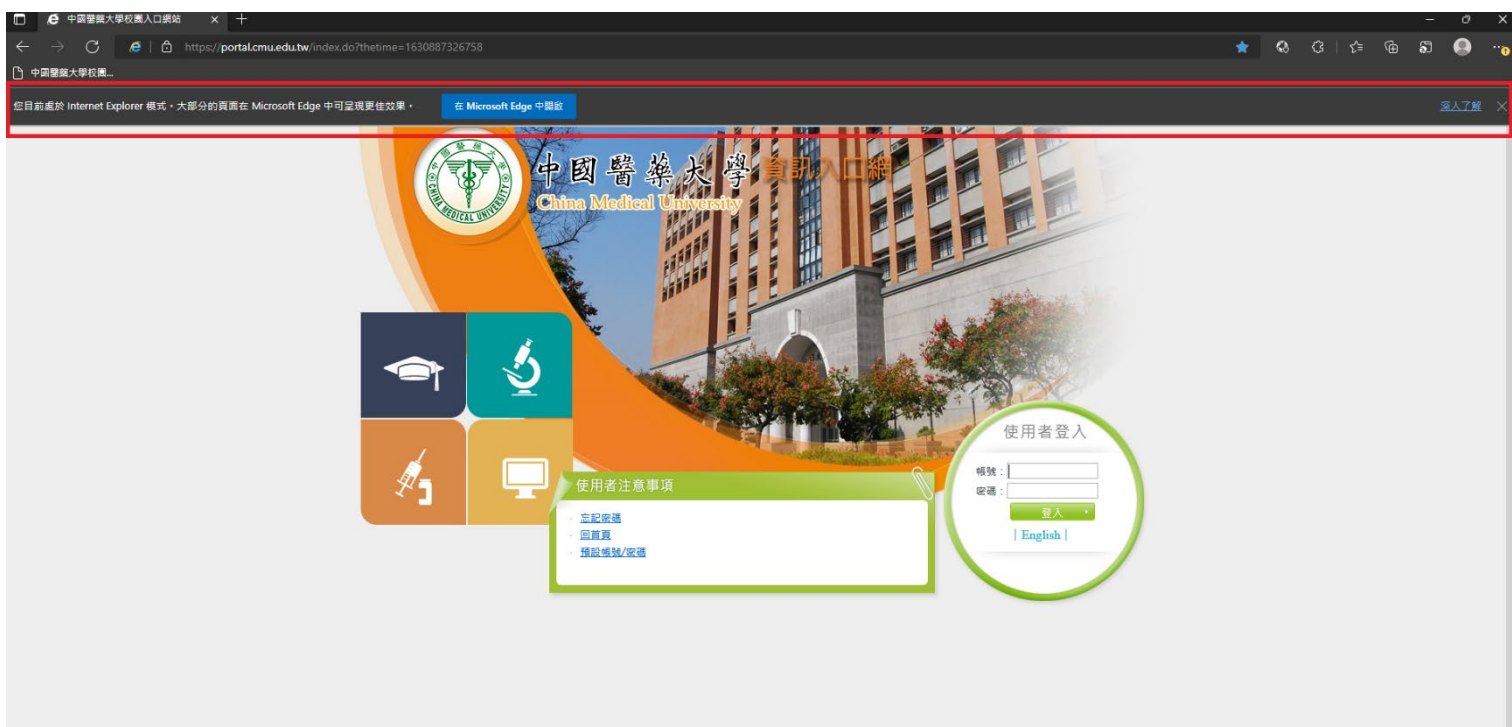 中國醫藥大學校園入口網站
https://portal.cmu.edu.tw/index.do?thetime=1630887326758
中國醫藥大學校園...
您目前處於 Internet Explorer 模式。大部分的頁面在 Microsoft Edge 中可呈現更佳效果。 在 Microsoft Edge 中開啟 深入了解
中國醫藥大學 資訊入口網
China Medical University
中國醫藥大學
CHINA MEDICAL UNIVERSITY
使用者登入
帳號：
密碼：
登入
| English |
使用者注意事項
忘記密碼
回首頁
預設帳號/密碼